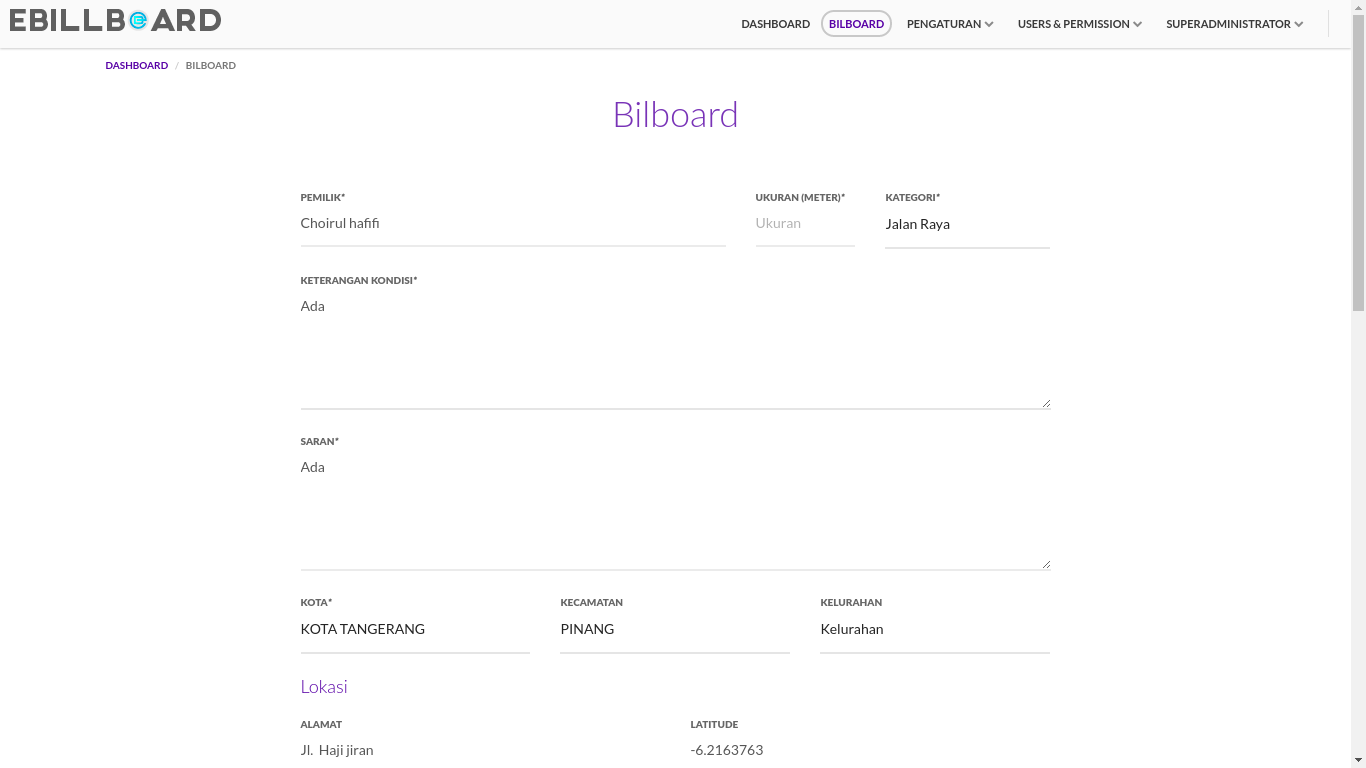 EBILLBOARD
DASHBOARD BILBOARD PENGATURAN USERS & PERMISSION SUPERADMINISTRATOR
DASHBOARD / BILBOARD
Bilboard
PEMILIK* UKURAN (METER)* KATEGORI*
Choirul hafifi Ukuran Jalan Raya
KETERANGAN KONDISI*
Ada
SARAN*
Ada
KOTA* KECAMATAN KELURAHAN
KOTA TANGERANG PINANG Kelurahan
Lokasi
ALAMAT LATITUDE
Jl. Haji jiran -6.2163763